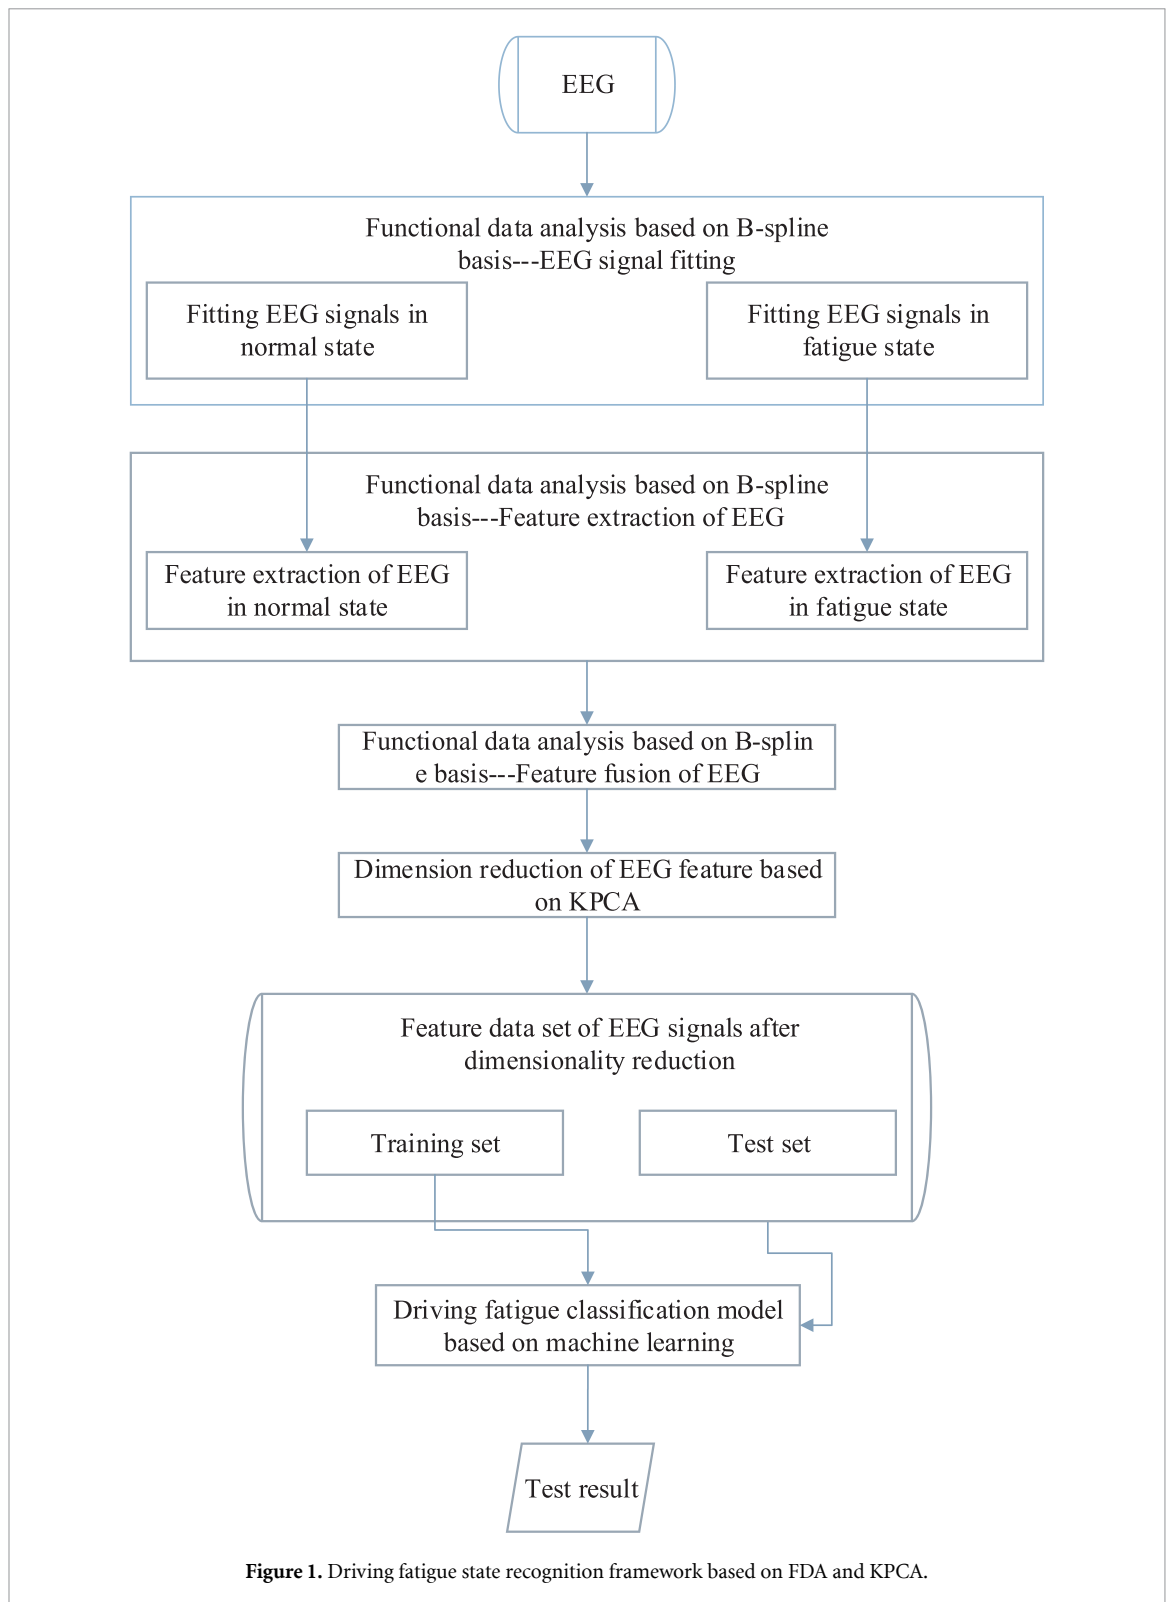 EEG
Functional data analysis based on B-spline
basis---EEG signal fitting
Fitting EEG signals in
normal state
Fitting EEG signals in
fatigue state
Functional data analysis based on B-spline
basis---Feature extraction of EEG
Feature extraction of EEG
in normal state
Feature extraction of EEG
in fatigue state
Functional data analysis based on B-splin
e basis---Feature fusion of EEG
Dimension reduction of EEG feature based
on KPCA
Feature data set of EEG signals after
dimensionality reduction
Training set
Test set
Driving fatigue classification model
based on machine learning
Test result
Figure 1. Driving fatigue state recognition framework based on FDA and KPCA.